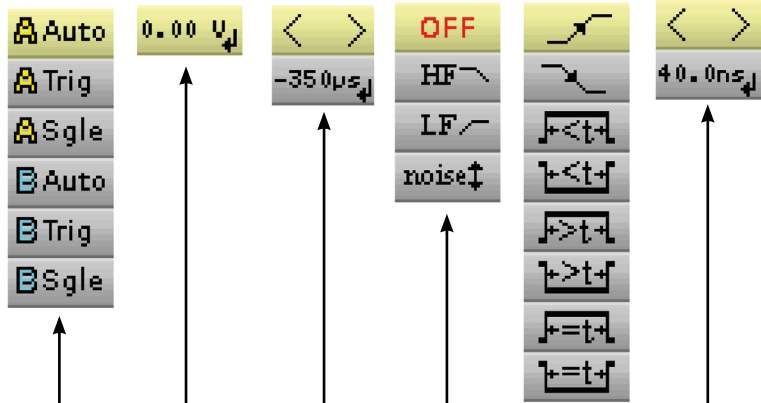 A Auto
A Trig
A Sgle
B Auto
B Trig
B Sgle
0.00 V
< >
-350µs
OFF
HF
LF
noise
<t
<t
>t
>t
=t
=t
< >
40.0ns